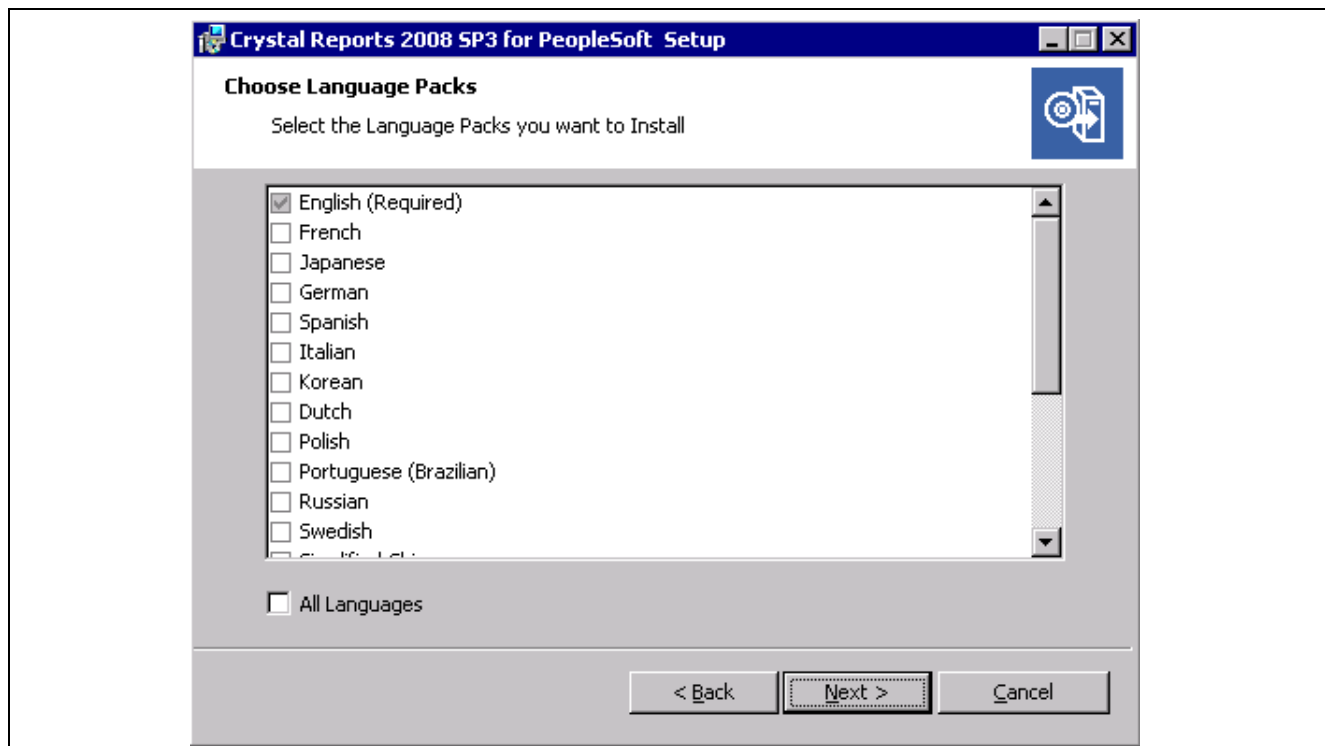 Crystal Reports 2008 SP3 for PeopleSoft Setup
Choose Language Packs
Select the Language Packs you want to Install
English (Required)
French
Japanese
German
Spanish
Italian
Korean
Dutch
Polish
Portuguese (Brazilian)
Russian
Swedish
All Languages
< Back
Next >
Cancel